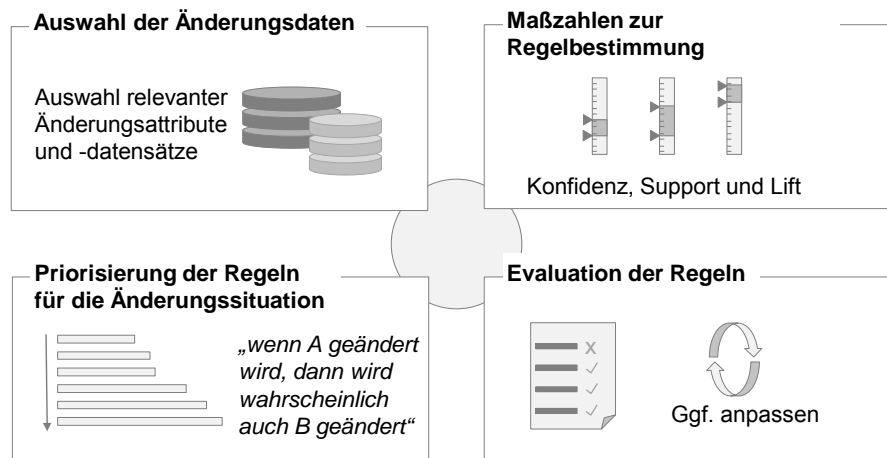 Auswahl der Änderungsdaten
Auswahl relevanter
Änderungsattribute
und -datensätze
Maßzahlen zur
Regelbestimmung
Konfidenz, Support und Lift
Priorisierung der Regeln
für die Änderungssituation
„wenn A geändert
wird, dann wird
wahrscheinlich
auch B geändert“
Evaluation der Regeln
X
Ggf. anpassen